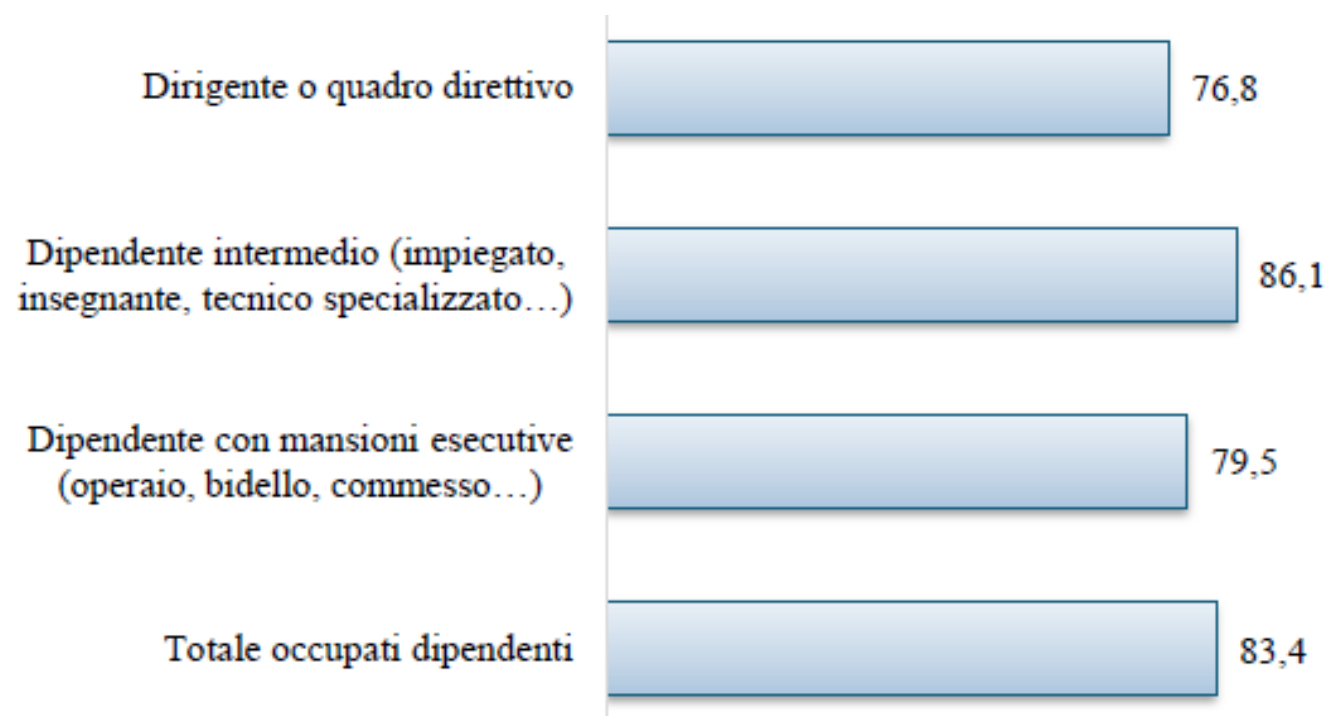 Dirigente o quadro direttivo
76,8
Dipendente intermedio (impiegato,
insegnante, tecnico specializzato…)
86,1
Dipendente con mansioni esecutive
(operaio, bidello, commesso…)
79,5
Totale occupati dipendenti
83,4